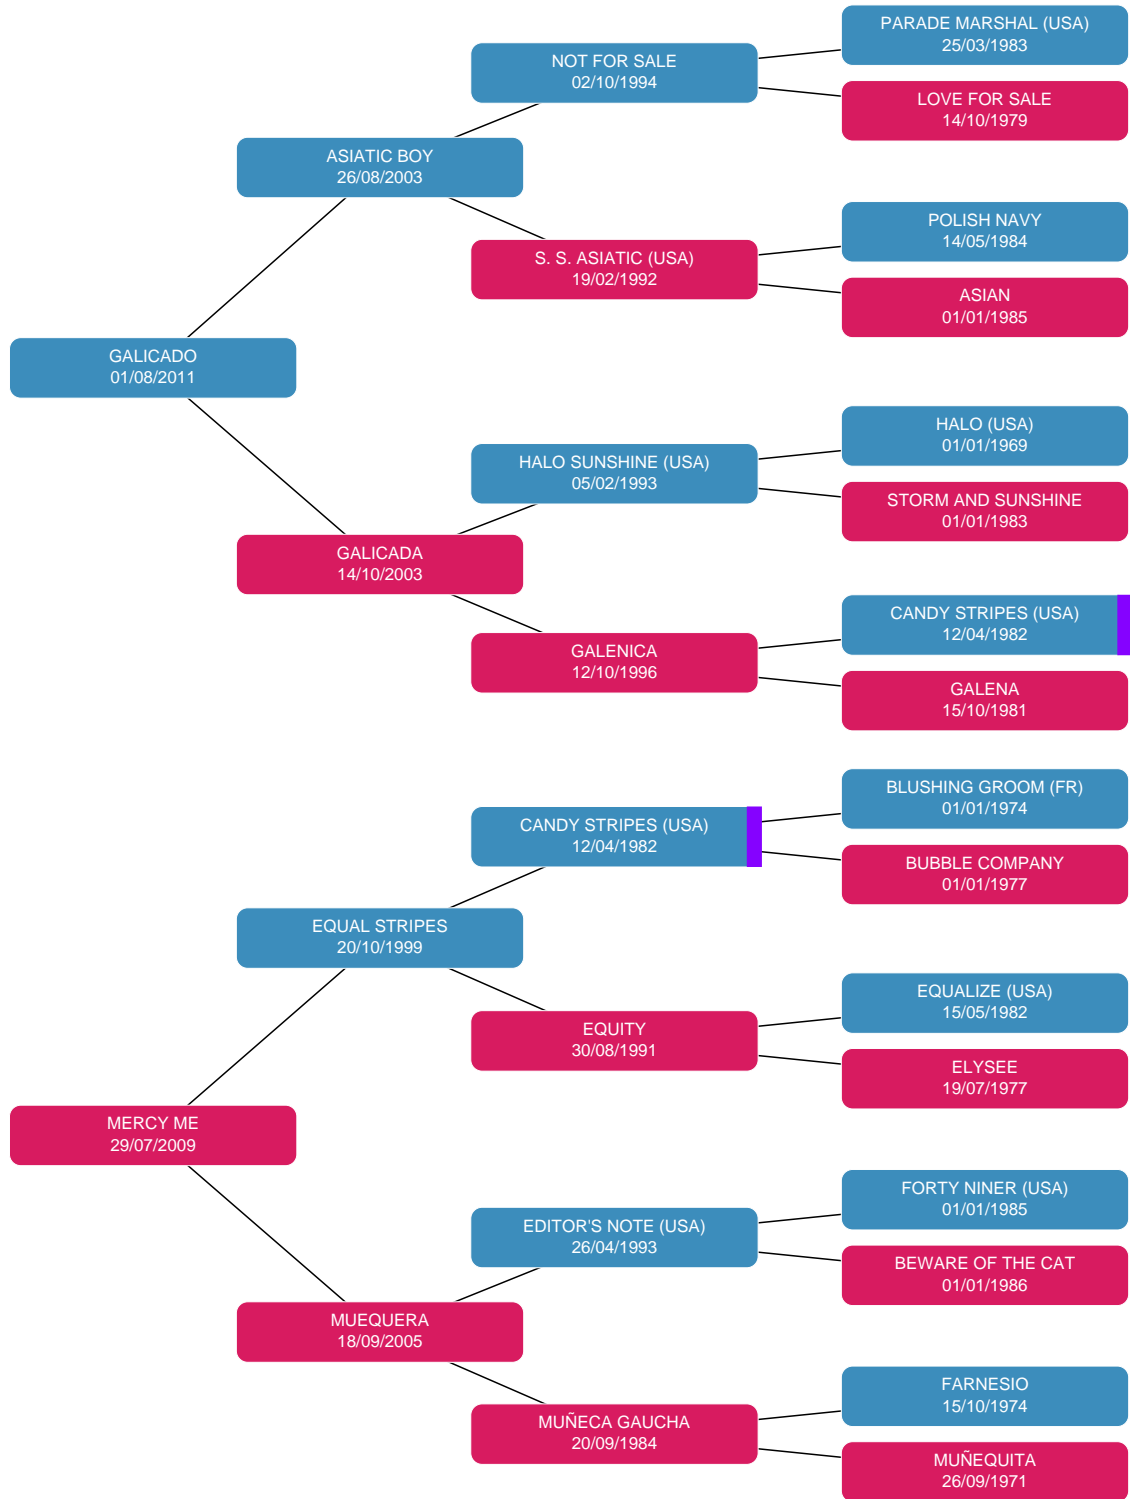 PARADE MARSHAL (USA)
25/03/1983
NOT FOR SALE
02/10/1994
LOVE FOR SALE
14/10/1979
ASIATIC BOY
26/08/2003
POLISH NAVY
14/05/1984
S. S. ASIATIC (USA)
19/02/1992
ASIAN
01/01/1985
GALICADO
01/08/2011
HALO (USA)
01/01/1969
HALO SUNSHINE (USA)
05/02/1993
STORM AND SUNSHINE
01/01/1983
GALICADA
14/10/2003
CANDY STRIPES (USA)
12/04/1982
GALENICA
12/10/1996
GALENA
15/10/1981
BLUSHING GROOM (FR)
01/01/1974
CANDY STRIPES (USA)
12/04/1982
BUBBLE COMPANY
01/01/1977
EQUAL STRIPES
20/10/1999
EQUALIZE (USA)
15/05/1982
EQUITY
30/08/1991
ELYSEE
19/07/1977
MERCY ME
29/07/2009
FORTY NINER (USA)
01/01/1985
EDITOR'S NOTE (USA)
26/04/1993
BEWARE OF THE CAT
01/01/1986
MUEQUERA
18/09/2005
FARNESIO
15/10/1974
MUÑECA GAUCHA
20/09/1984
MUÑEQUITA
26/09/1971